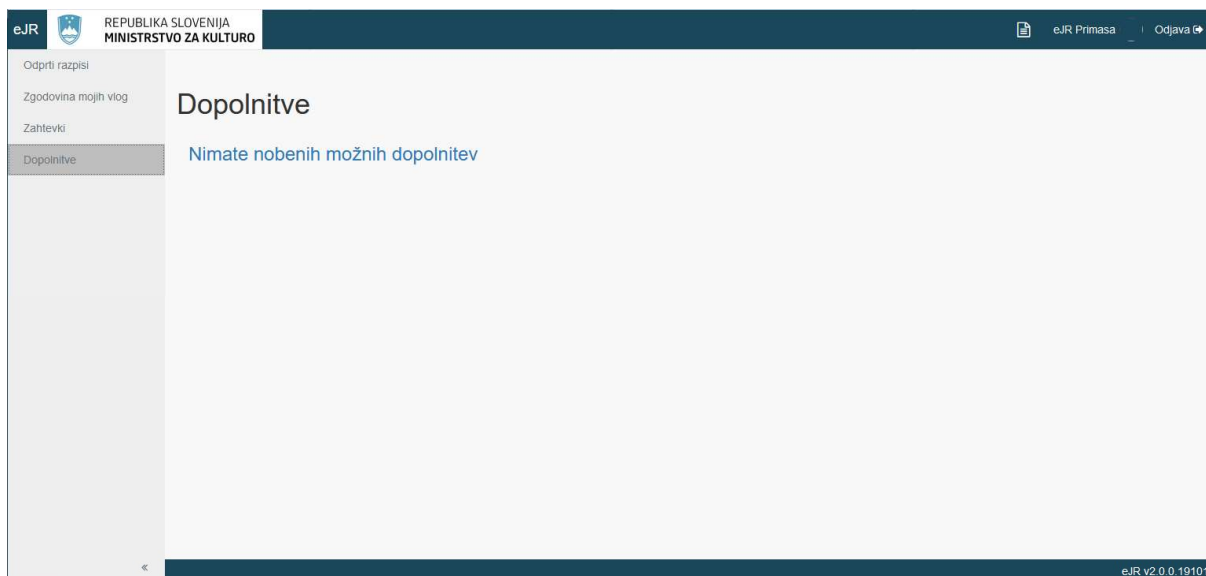 eJR
REPUBLIKA SLOVENIJA
MINISTRSTVO ZA KULTURO
eJR Primasa
Odjava
Odprti razpisi
Zgodovina mojih vlog
Zahtevki
Dopolnitve
Dopolnitve
Nimate nobenih možnih dopolnitev
«
eJR v2.0.0.19101